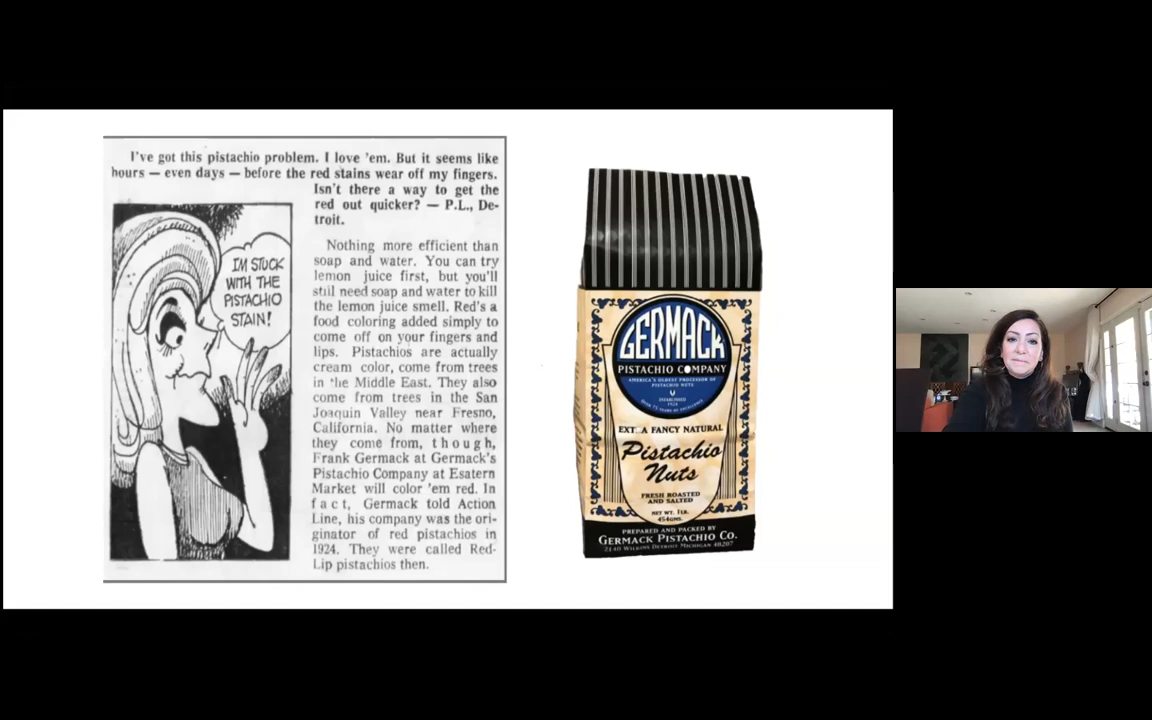 I've got this pistachio problem. I love 'em. But it seems like
hours — even days — before the red stains wear off my fingers.
Isn't there a way to get the
red out quicker? — P.L., De-
troit.
I'M STUCK
WITH THE
PISTACHIO
STAIN!
Nothing more efficient than
soap and water. You can try
lemon juice first, but you'll
still need soap and water to kill
the lemon juice smell. Red's a
food coloring added simply to
come off on your fingers and
lips. Pistachios are actually
cream color, come from trees
in the Middle East. They also
come from trees in the San
Joaquin Valley near Fresno,
California. No matter where
they come from, though,
Frank Germack at Germack's
Pistachio Company at Esatern
Market will color 'em red. In
fact, Germack told Action
Line, his company was the ori-
ginator of red pistachios in
1924. They were called Red-
Lip pistachios then.
GERMACK
PISTACHIO COMPANY
AMERICA'S OLDEST PROCESSOR OF
PISTACHIO NUTS
ESTABLISHED
1924
EXTRA FANCY NATURAL
Pistachio
Nuts
FRESH ROASTED
AND SALTED
NET WT. 1 LB.
454GMS.
PREPARED AND PACKED BY
GERMACK PISTACHIO CO.
2140 WILKINS DETROIT MICHIGAN 48207